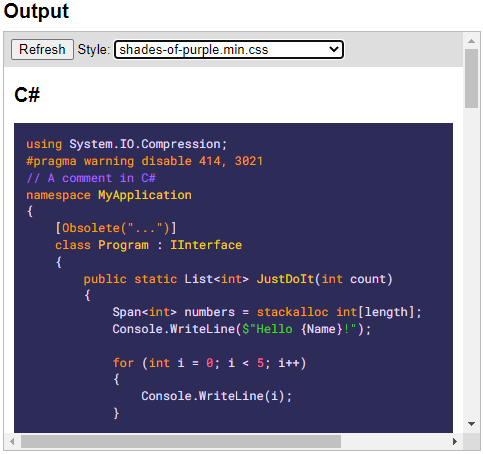 Output
Refresh Style: shades-of-purple.min.css
C#
using System.IO.Compression;
#pragma warning disable 414, 3021
// A comment in C#
namespace MyApplication
{
    [Obsolete("...")]
    class Program : IInterface
    {
        public static List<int> JustDoIt(int count)
        {
            Span<int> numbers = stackalloc int[length];
            Console.WriteLine($"Hello {Name}!");

            for (int i = 0; i < 5; i++)
            {
                Console.WriteLine(i);
            }